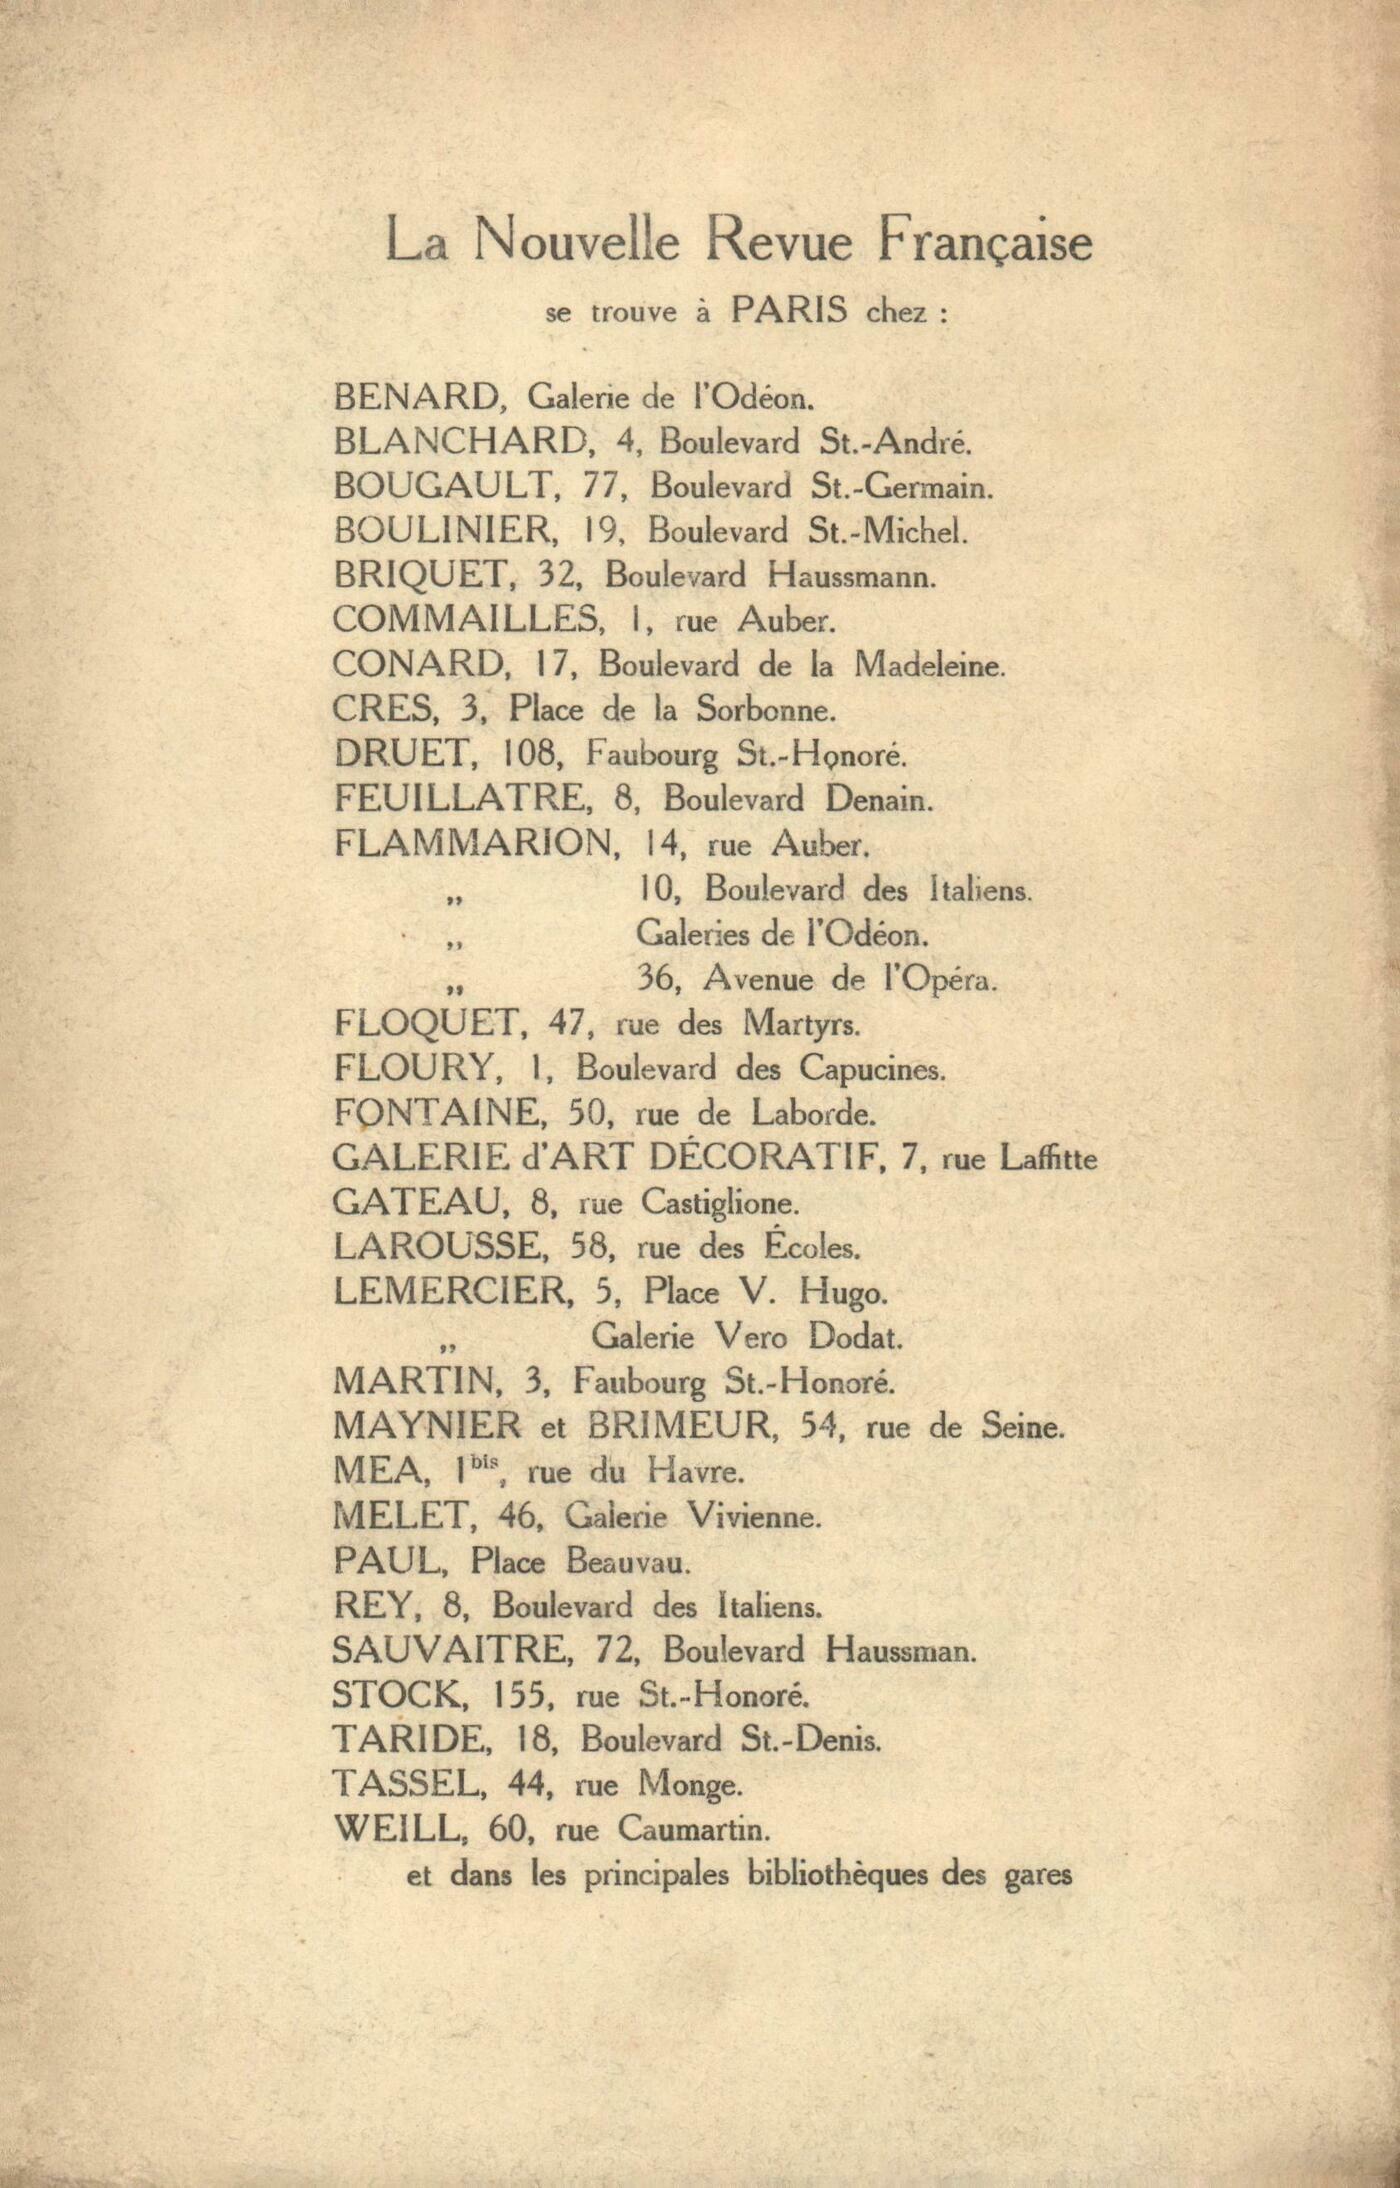 La Nouvelle Revue Française
se trouve à PARIS chez :
BENARD, Galerie de l'Odéon.
BLANCHARD, 4, Boulevard St.-André.
BOUGAULT, 77, Boulevard St.-Germain.
BOULINIER, 19, Boulevard St.-Michel.
BRIQUET, 32, Boulevard Haussmann.
COMMAILLES, 1, rue Auber.
CONARD, 17, Boulevard de la Madeleine.
CRES, 3, Place de la Sorbonne.
DRUET, 108, Faubourg St.-Honoré.
FEUILLATRE, 8, Boulevard Denain.
FLAMMARION, 14, rue Auber.
„ 10, Boulevard des Italiens.
„ Galeries de l'Odéon.
„ 36, Avenue de l'Opéra.
FLOQUET, 47, rue des Martyrs.
FLOURY, 1, Boulevard des Capucines.
FONTAINE, 50, rue de Laborde.
GALERIE d'ART DÉCORATIF, 7, rue Laffitte
GATEAU, 8, rue Castiglione.
LAROUSSE, 58, rue des Écoles.
LEMERCIER, 5, Place V. Hugo.
„ Galerie Vero Dodat.
MARTIN, 3, Faubourg St.-Honoré.
MAYNIER et BRIMEUR, 54, rue de Seine.
MEA, 1bis, rue du Havre.
MELET, 46, Galerie Vivienne.
PAUL, Place Beauvau.
REY, 8, Boulevard des Italiens.
SAUVAITRE, 72, Boulevard Haussman.
STOCK, 155, rue St.-Honoré.
TARIDE, 18, Boulevard St.-Denis.
TASSEL, 44, rue Monge.
WEILL, 60, rue Caumartin.
et dans les principales bibliothèques des gares